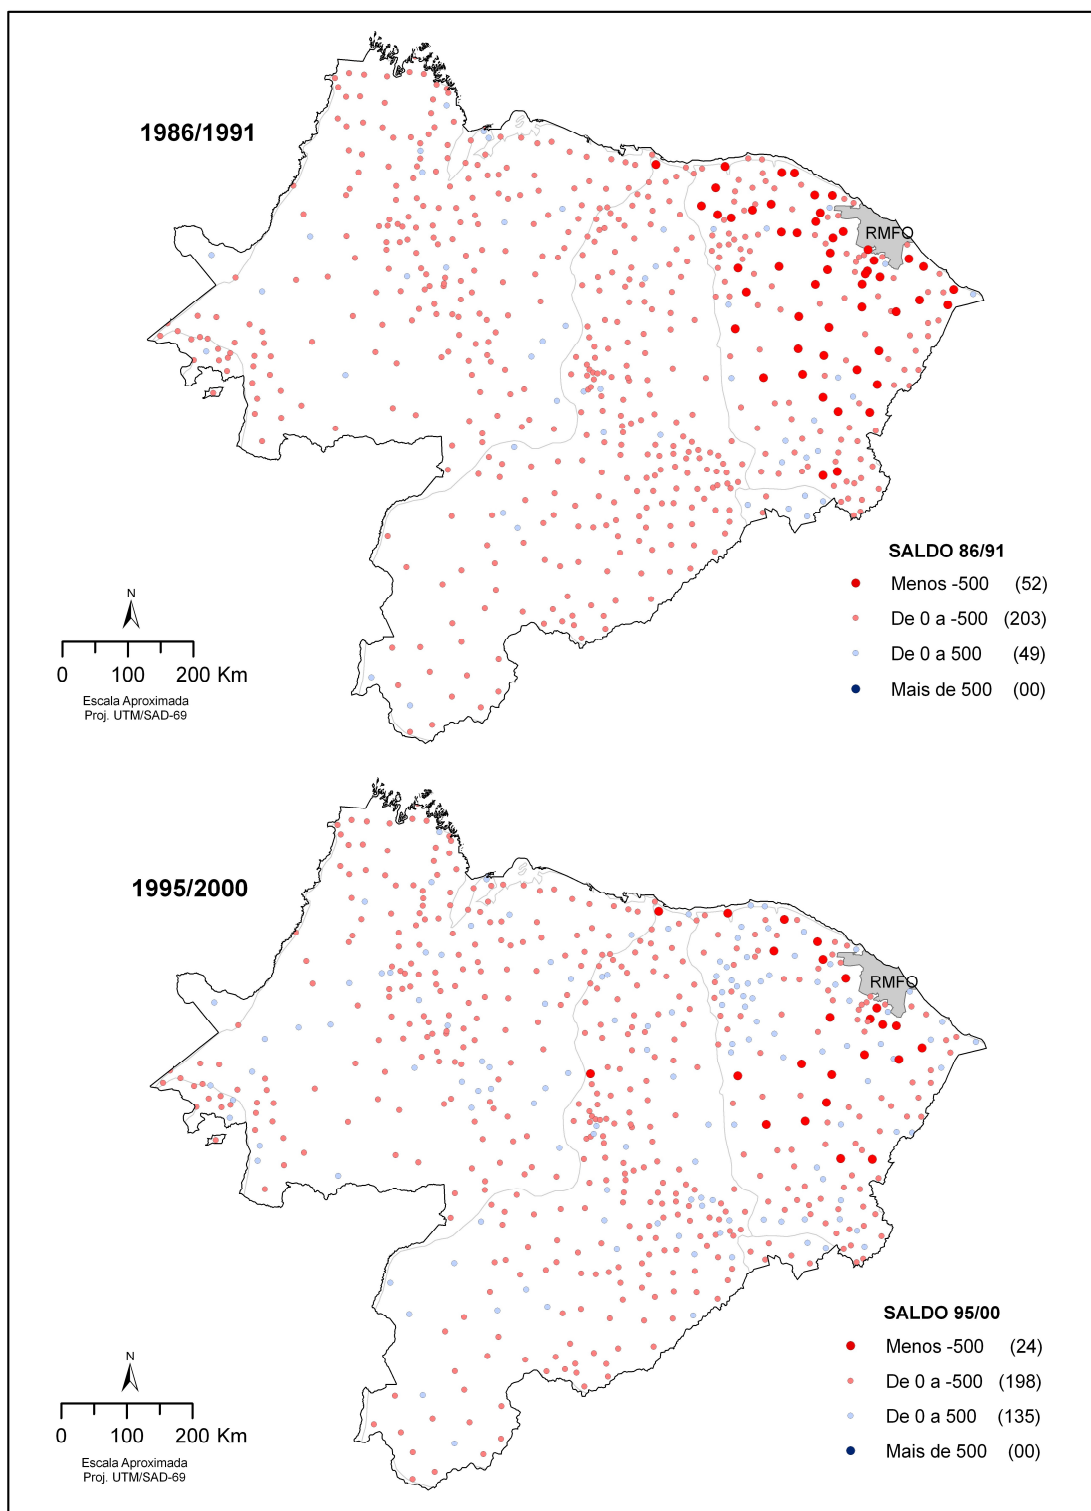 1986/1991
RMFO
SALDO 86/91
Menos -500 (52)
De 0 a -500 (203)
De 0 a 500 (49)
Mais de 500 (00)
N
0 100 200 Km
Escala Aproximada
Proj. UTM/SAD-69
1995/2000
RMFO
SALDO 95/00
Menos -500 (24)
De 0 a -500 (198)
De 0 a 500 (135)
Mais de 500 (00)
N
0 100 200 Km
Escala Aproximada
Proj. UTM/SAD-69